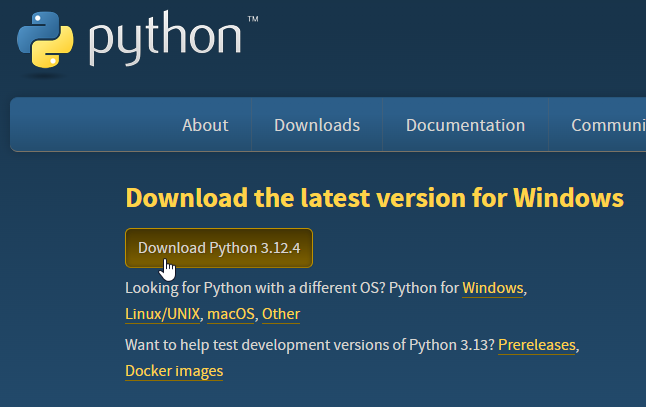 python™
About Downloads Documentation Communi
Download the latest version for Windows
Download Python 3.12.4
Looking for Python with a different OS? Python for Windows,
Linux/UNIX, macOS, Other
Want to help test development versions of Python 3.13? Prereleases,
Docker images